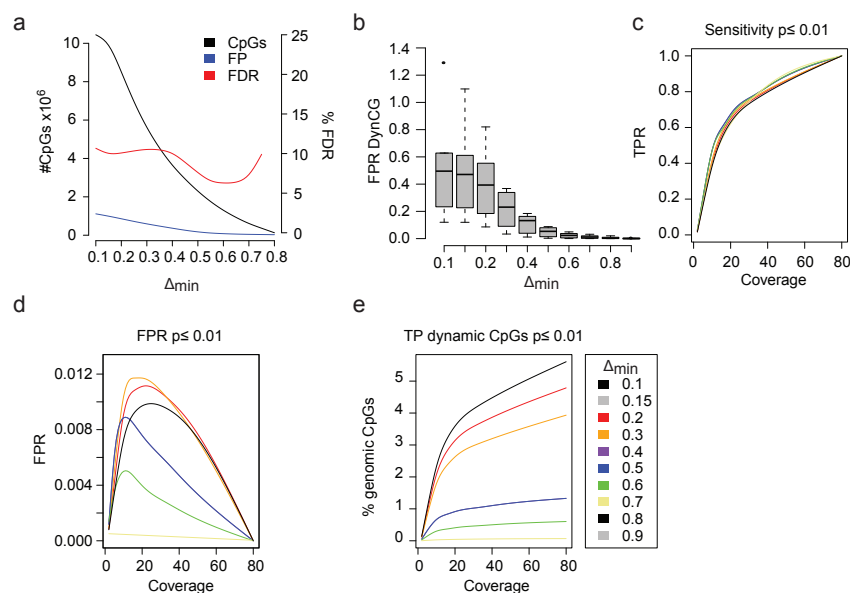 a
#CpGs x10⁶
10
8
6
4
2
0
CpGs
FP
FDR
25
20
15
10
5
0
% FDR
0.1 0.2 0.3 0.4 0.5 0.6 0.7 0.8
Δmin
b
FPR DynCG
1.4
1.2
1.0
0.8
0.6
0.4
0.2
0.0
0.1 0.2 0.4 0.6 0.8
Δmin
c
Sensitivity p≤ 0.01
TPR
1.0
0.8
0.6
0.4
0.2
0.0
0 20 40 60 80
Coverage
d
FPR p≤ 0.01
FPR
0.012
0.008
0.004
0.000
0 20 40 60 80
Coverage
e
TP dynamic CpGs p≤ 0.01
% genomic CpGs
5
4
3
2
1
0
0 20 40 60 80
Coverage
Δmin
0.1
0.15
0.2
0.3
0.4
0.5
0.6
0.7
0.8
0.9